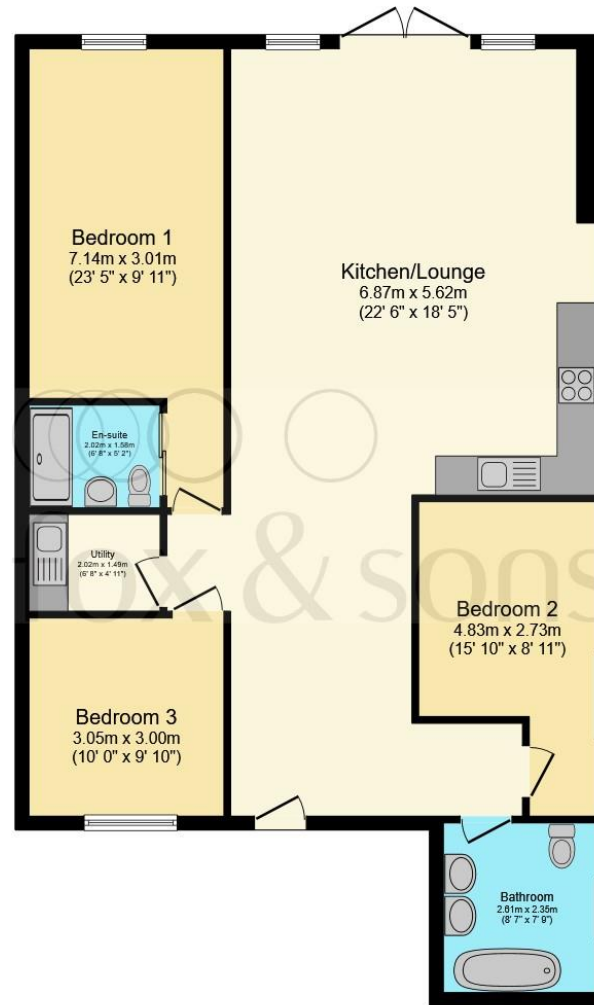 Bedroom 1
7.14m x 3.01m
(23' 5" x 9' 11")
Kitchen/Lounge
6.87m x 5.62m
(22' 6" x 18' 5")
En-suite
2.02m x 1.58m
(6' 8" x 5' 2")
Utility
2.02m x 1.49m
(6' 8" x 4' 11")
fox & sons
Bedroom 2
4.83m x 2.73m
(15' 10" x 8' 11")
Bedroom 3
3.05m x 3.00m
(10' 0" x 9' 10")
Bathroom
2.61m x 2.35m
(8' 7" x 7' 9")